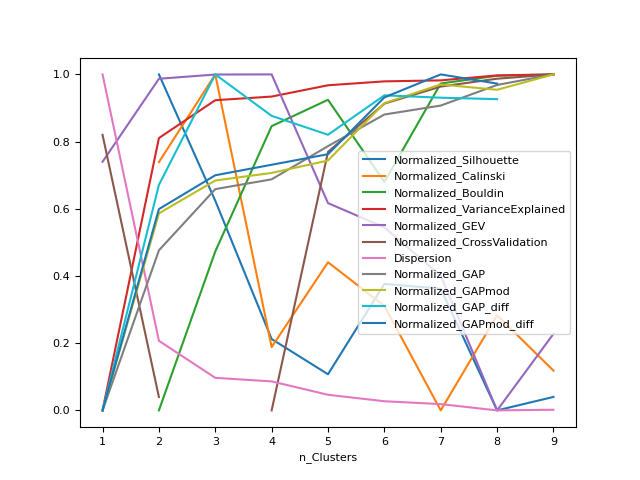 1.0
0.8
0.6
0.4
0.2
0.0
Normalized_Silhouette
Normalized_Calinski
Normalized_Bouldin
Normalized_VarianceExplained
Normalized_GEV
Normalized_CrossValidation
Dispersion
Normalized_GAP
Normalized_GAPmod
Normalized_GAP_diff
Normalized_GAPmod_diff
1 2 3 4 5 6 7 8 9
n_Clusters